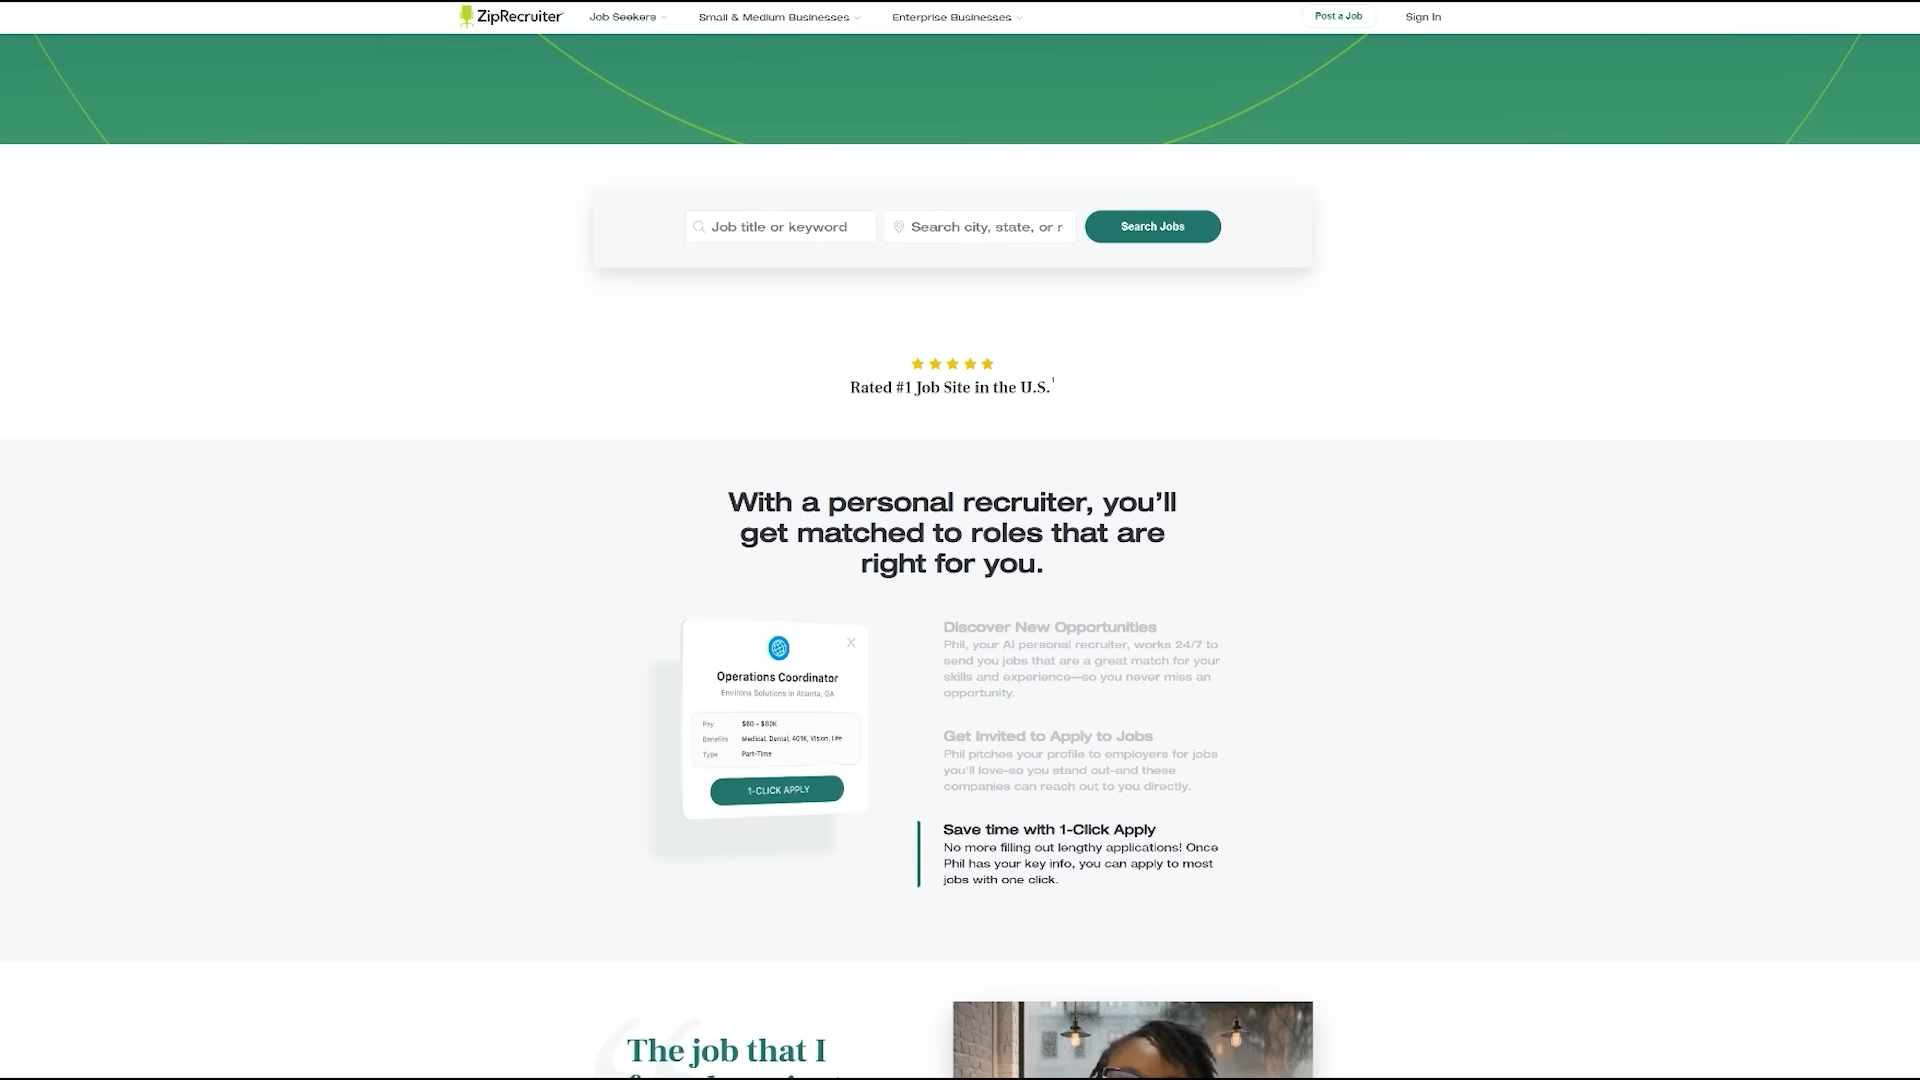 ZipRecruiter
Job Seekers
Small & Medium Businesses
Enterprise Businesses
Post a Job
Sign In
Job title or keyword
Search city, state, or r
Search Jobs
Rated #1 Job Site in the U.S.1
With a personal recruiter, you'll
get matched to roles that are
right for you.
Operations Coordinator
Environs Solutions in Atlanta, GA
Pay $60 – $80K
Benefits Medical, Dental, 401K, Vision, Life
Type Part-Time
1-CLICK APPLY
Discover New Opportunities
Phil, your AI personal recruiter, works 24/7 to
send you jobs that are a great match for your
skills and experience—so you never miss an
opportunity.
Get Invited to Apply to Jobs
Phil pitches your profile to employers for jobs
you'll love–so you stand out–and these
companies can reach out to you directly.
Save time with 1-Click Apply
No more filling out lengthy applications! Once
Phil has your key info, you can apply to most
jobs with one click.
The job that I